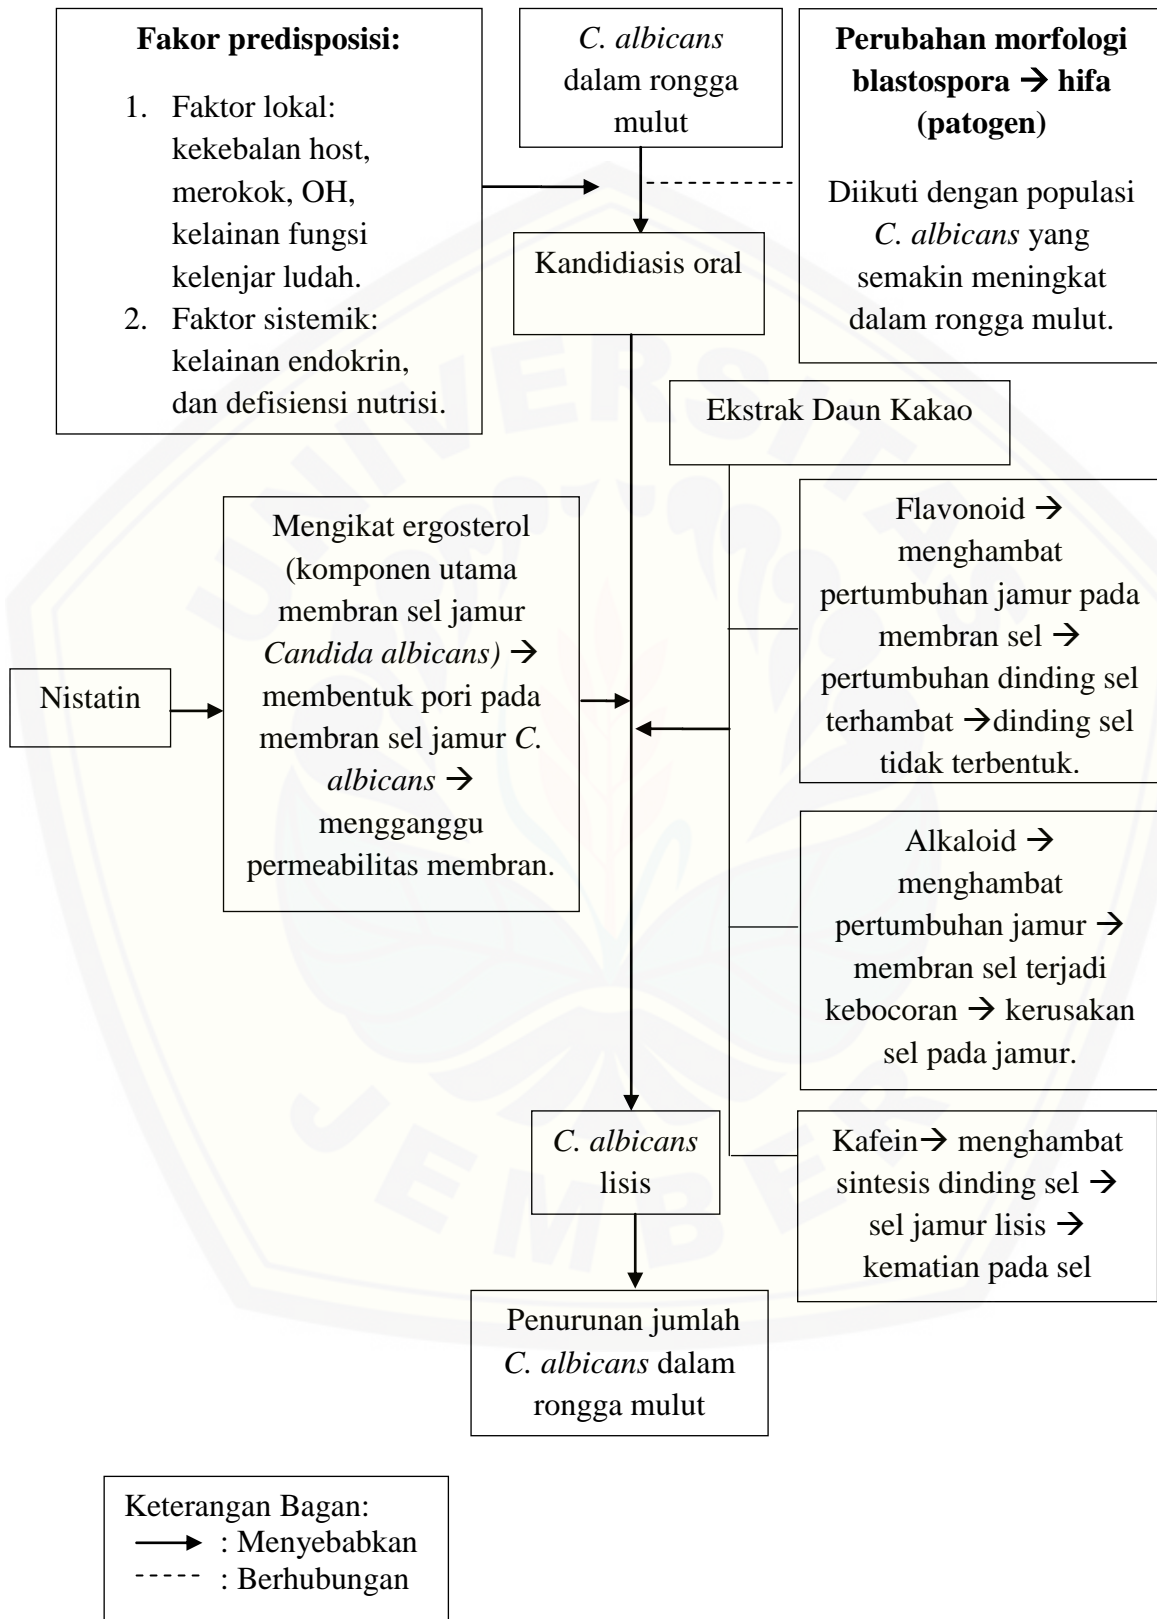 Fakor predisposisi:
1. Faktor lokal:
kekebalan host,
merokok, OH,
kelainan fungsi
kelenjar ludah.
2. Faktor sistemik:
kelainan endokrin,
dan defisiensi nutrisi.
C. albicans
dalam rongga
mulut
Perubahan morfologi
blastospora → hifa
(patogen)
Diikuti dengan populasi
C. albicans yang
semakin meningkat
dalam rongga mulut.
Kandidiasis oral
Ekstrak Daun Kakao
Nistatin
Mengikat ergosterol
(komponen utama
membran sel jamur
Candida albicans) →
membentuk pori pada
membran sel jamur C.
albicans →
mengganggu
permeabilitas membran.
Flavonoid →
menghambat
pertumbuhan jamur pada
membran sel →
pertumbuhan dinding sel
terhambat →dinding sel
tidak terbentuk.
Alkaloid →
menghambat
pertumbuhan jamur →
membran sel terjadi
kebocoran → kerusakan
sel pada jamur.
Kafein→ menghambat
sintesis dinding sel →
sel jamur lisis →
kematian pada sel
C. albicans
lisis
Penurunan jumlah
C. albicans dalam
rongga mulut
Keterangan Bagan:
: Menyebabkan
: Berhubungan
UNIVERSITAS
JEMBER